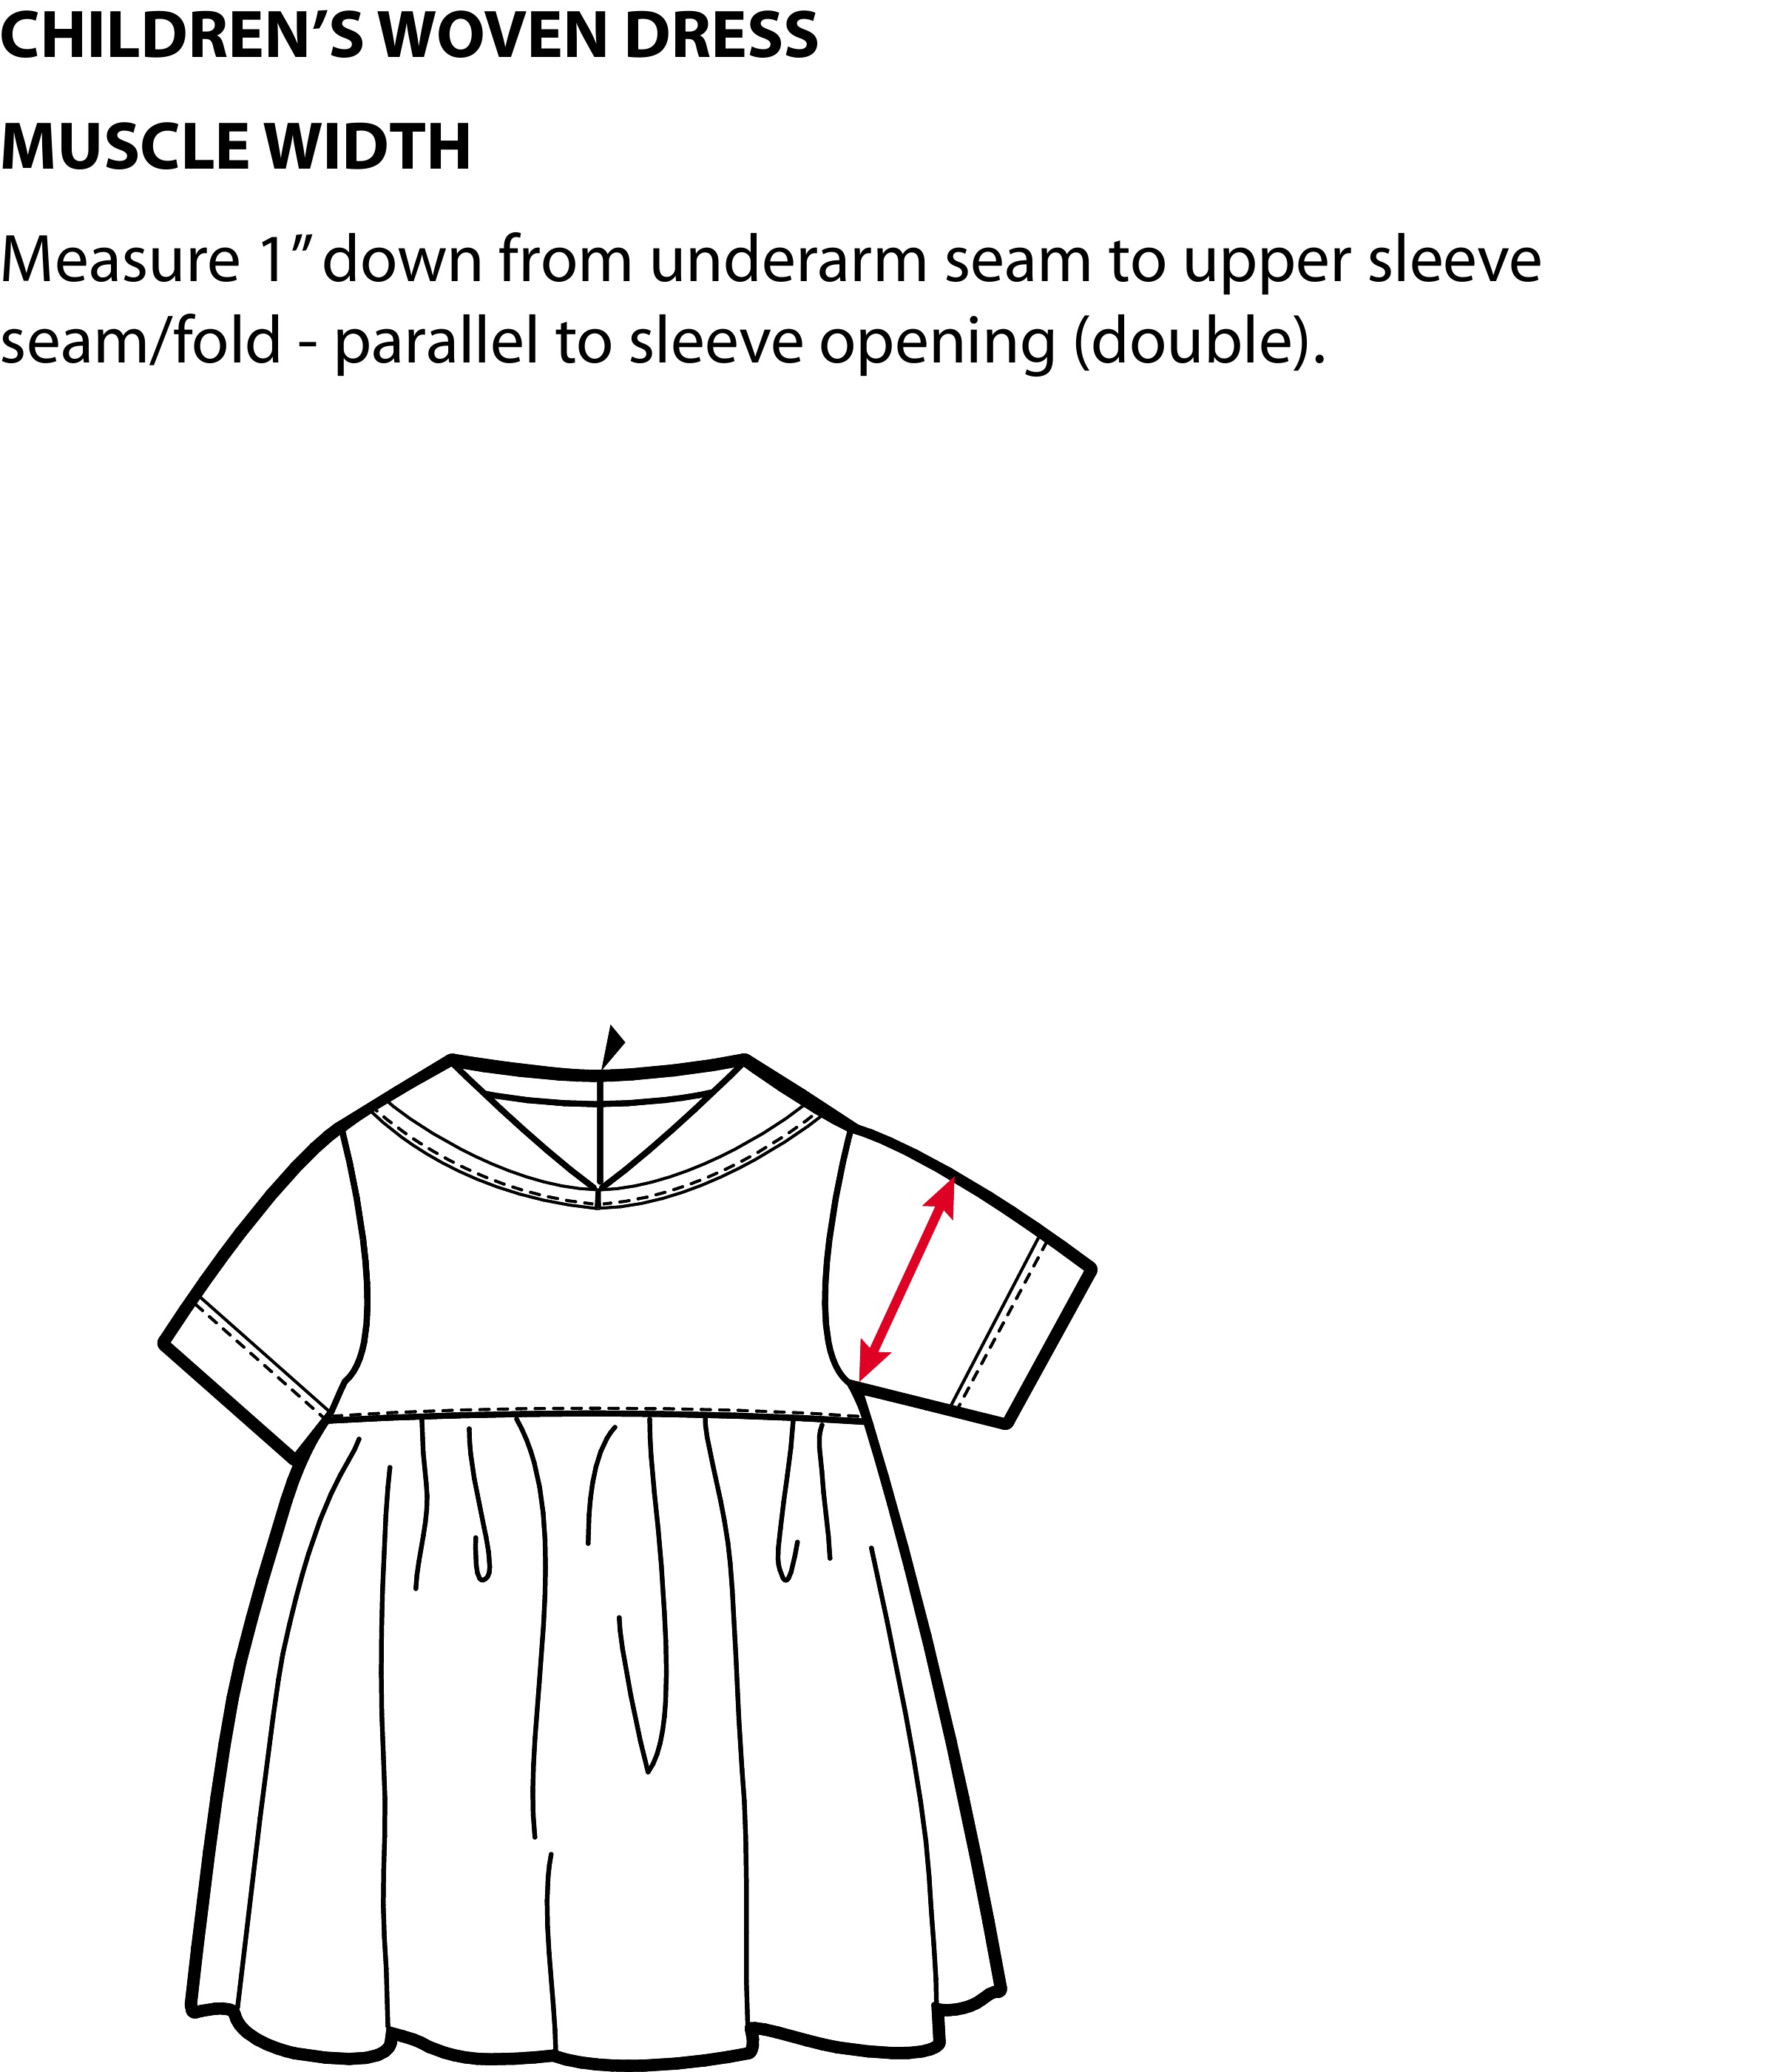 CHILDREN’S WOVEN DRESS
MUSCLE WIDTH
Measure 1” down from underarm seam to upper sleeve
seam/fold - parallel to sleeve opening (double).